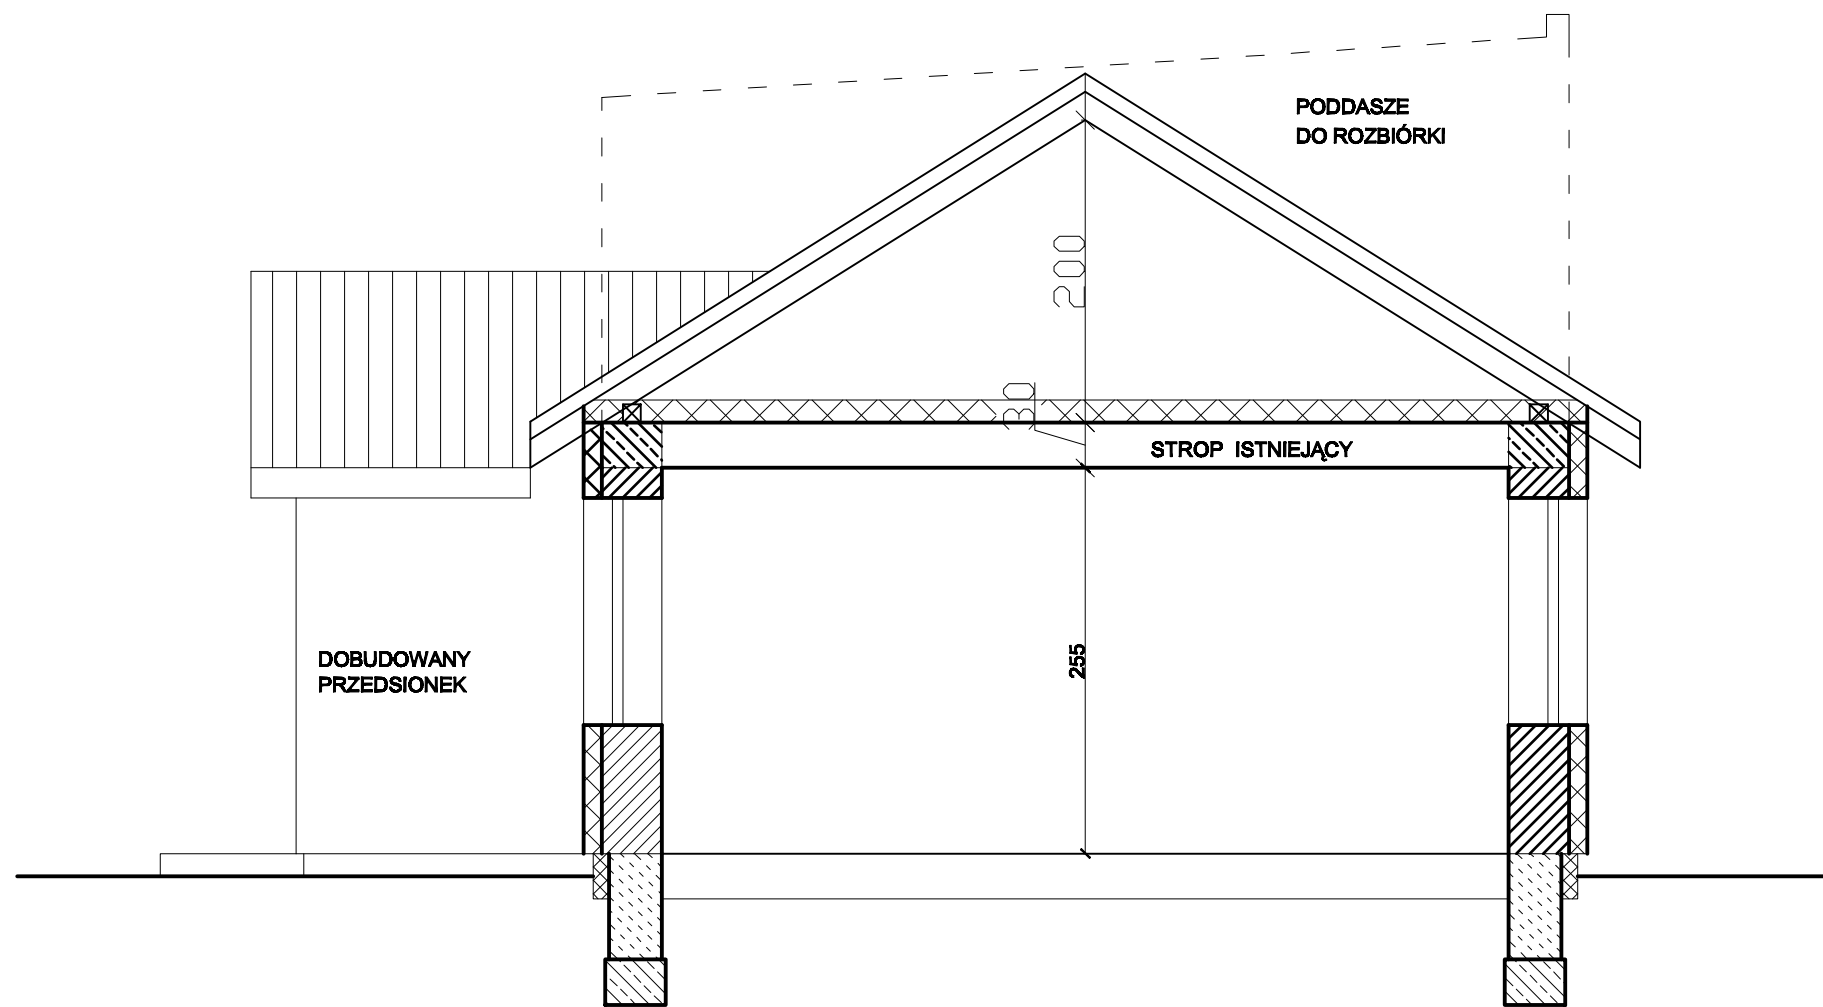 PODDASZE
DO ROZBIÓRKI
200
30
STROP ISTNIEJĄCY
255
DOBUDOWANY
PRZEDSIONEK